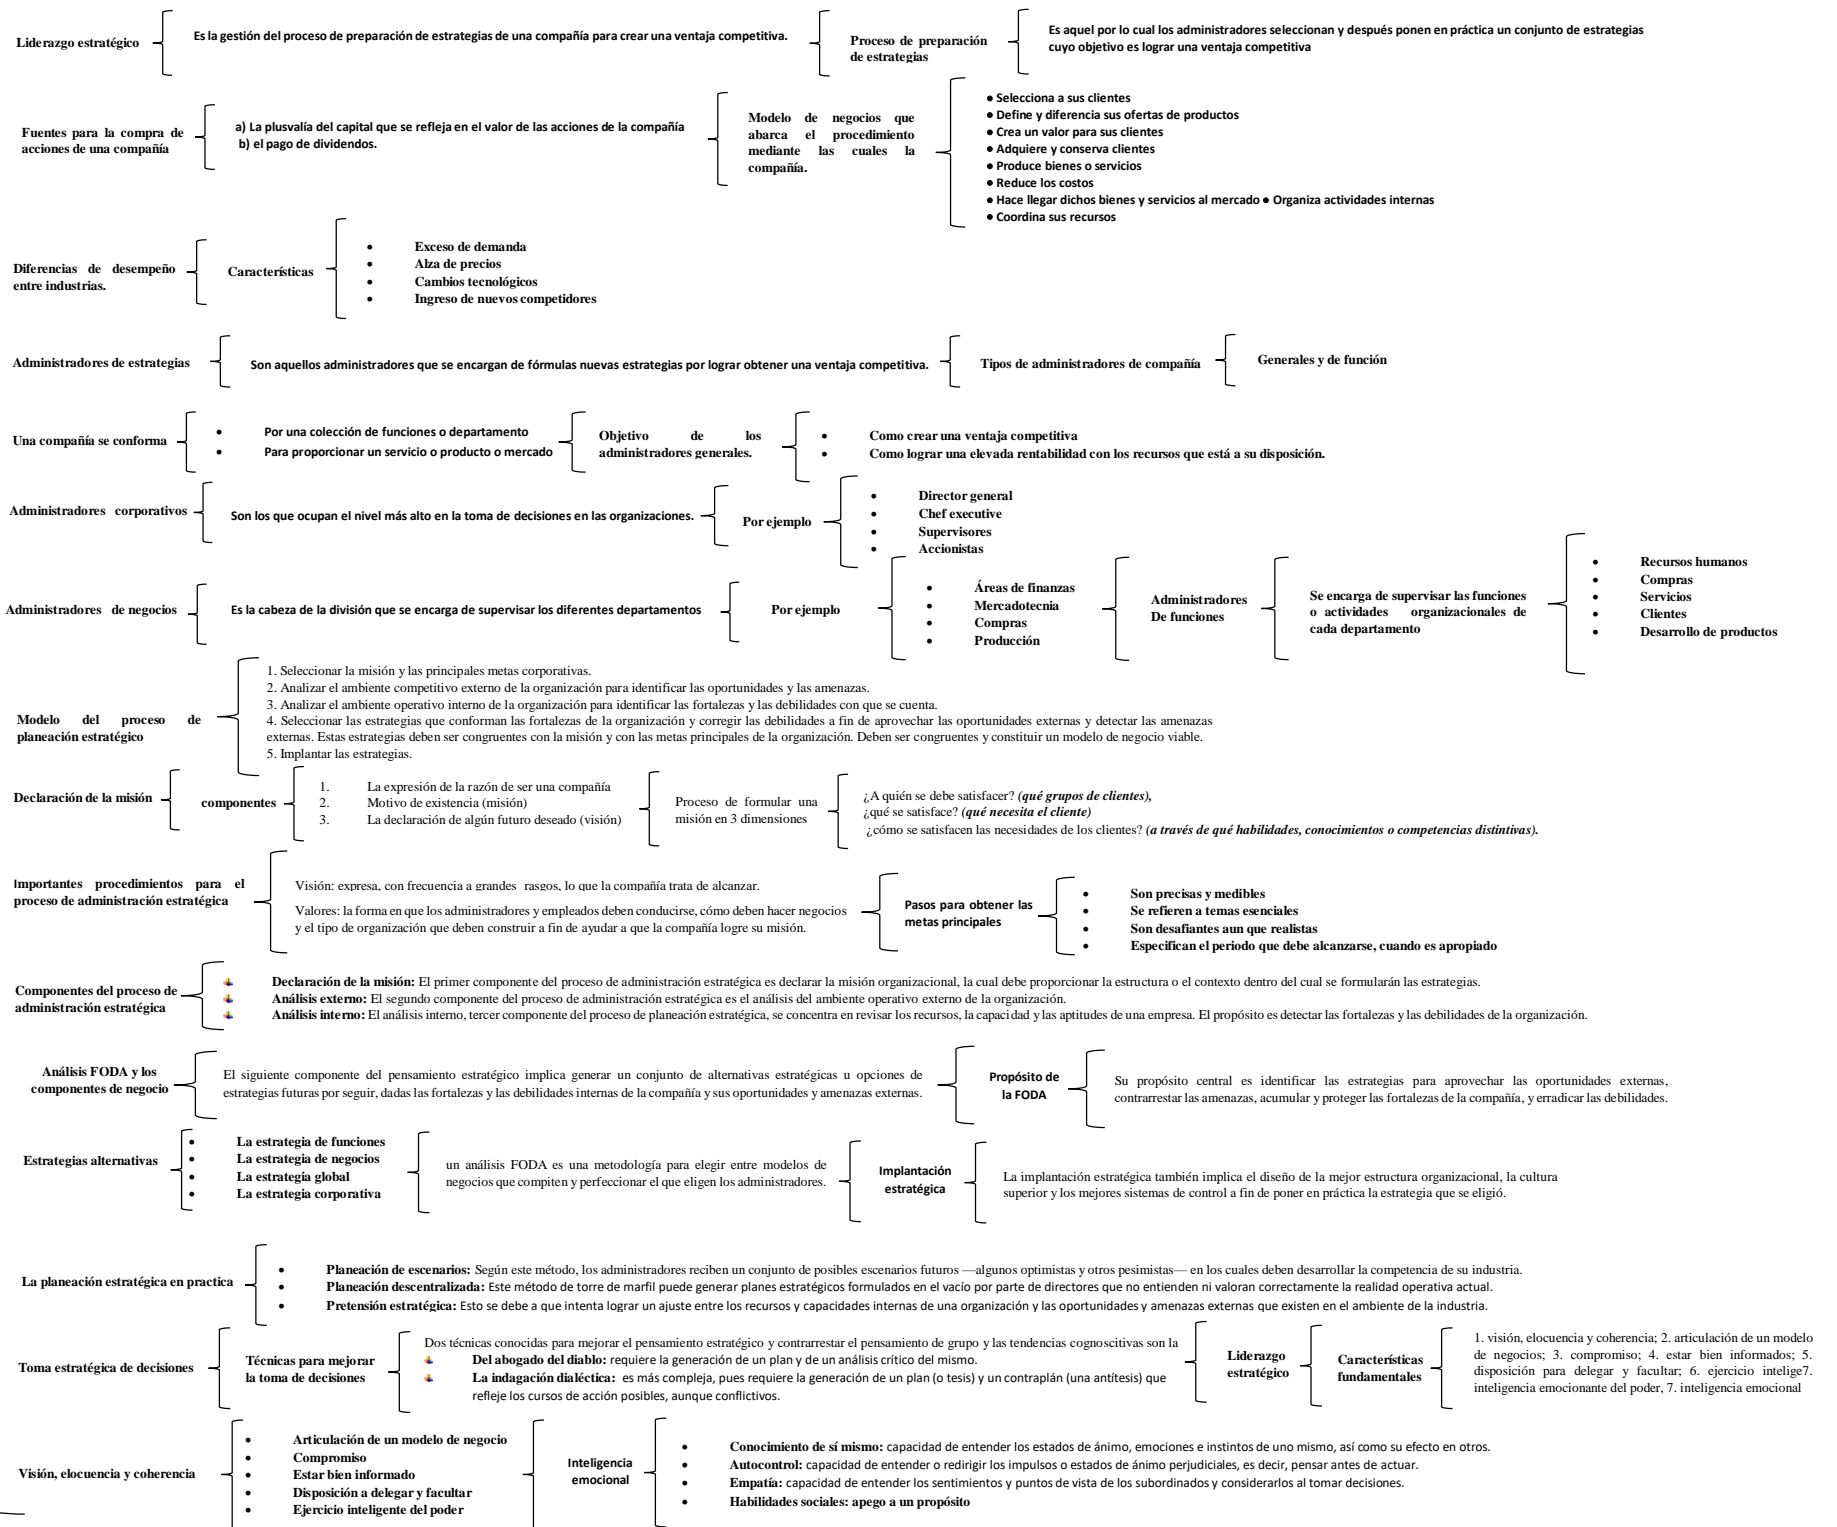 Liderazgo estratégico
Es la gestión del proceso de preparación de estrategias de una compañía para crear una ventaja competitiva.
Proceso de preparación
de estrategias
Es aquel por lo cual los administradores seleccionan y después ponen en práctica un conjunto de estrategias
cuyo objetivo es lograr una ventaja competitiva
Fuentes para la compra de
acciones de una compañía
a) La plusvalía del capital que se refleja en el valor de las acciones de la compañía
b) el pago de dividendos.
Modelo de negocios que
abarca el procedimiento
mediante las cuales la
compañía.
● Selecciona a sus clientes
● Define y diferencia sus ofertas de productos
● Crea un valor para sus clientes
● Adquiere y conserva clientes
● Produce bienes o servicios
● Reduce los costos
● Hace llegar dichos bienes y servicios al mercado ● Organiza actividades internas
● Coordina sus recursos
Diferencias de desempeño
entre industrias.
Características
• Exceso de demanda
• Alza de precios
• Cambios tecnológicos
• Ingreso de nuevos competidores
Administradores de estrategias
Son aquellos administradores que se encargan de fórmulas nuevas estrategias por lograr obtener una ventaja competitiva.
Tipos de administradores de compañía
Generales y de función
Una compañía se conforma
• Por una colección de funciones o departamento
• Para proporcionar un servicio o producto o mercado
Objetivo de los
administradores generales.
• Como crear una ventaja competitiva
• Como lograr una elevada rentabilidad con los recursos que está a su disposición.
Administradores corporativos
Son los que ocupan el nivel más alto en la toma de decisiones en las organizaciones.
Por ejemplo
• Director general
• Chef executive
• Supervisores
• Accionistas
Administradores de negocios
Es la cabeza de la división que se encarga de supervisar los diferentes departamentos
Por ejemplo
• Áreas de finanzas
• Mercadotecnia
• Compras
• Producción
Administradores
De funciones
Se encarga de supervisar las funciones
o actividades organizacionales de
cada departamento
• Recursos humanos
• Compras
• Servicios
• Clientes
• Desarrollo de productos
Modelo del proceso de
planeación estratégico
1. Seleccionar la misión y las principales metas corporativas.
2. Analizar el ambiente competitivo externo de la organización para identificar las oportunidades y las amenazas.
3. Analizar el ambiente operativo interno de la organización para identificar las fortalezas y las debilidades con que se cuenta.
4. Seleccionar las estrategias que conforman las fortalezas de la organización y corregir las debilidades a fin de aprovechar las oportunidades externas y detectar las amenazas
externas. Estas estrategias deben ser congruentes con la misión y con las metas principales de la organización. Deben ser congruentes y constituir un modelo de negocio viable.
5. Implantar las estrategias.
Declaración de la misión
componentes
1. La expresión de la razón de ser una compañía
2. Motivo de existencia (misión)
3. La declaración de algún futuro deseado (visión)
Proceso de formular una
misión en 3 dimensiones
¿A quién se debe satisfacer? (qué grupos de clientes),
¿qué se satisface? (qué necesita el cliente)
¿cómo se satisfacen las necesidades de los clientes? (a través de qué habilidades, conocimientos o competencias distintivas).
Importantes procedimientos para el
proceso de administración estratégica
Visión: expresa, con frecuencia a grandes rasgos, lo que la compañía trata de alcanzar.
Valores: la forma en que los administradores y empleados deben conducirse, cómo deben hacer negocios
y el tipo de organización que deben construir a fin de ayudar a que la compañía logre su misión.
Pasos para obtener las
metas principales
• Son precisas y medibles
• Se refieren a temas esenciales
• Son desafiantes aun que realistas
• Especifican el periodo que debe alcanzarse, cuando es apropiado
Componentes del proceso de
administración estratégica
Declaración de la misión: El primer componente del proceso de administración estratégica es declarar la misión organizacional, la cual debe proporcionar la estructura o el contexto dentro del cual se formularán las estrategias.
Análisis externo: El segundo componente del proceso de administración estratégica es el análisis del ambiente operativo externo de la organización.
Análisis interno: El análisis interno, tercer componente del proceso de planeación estratégica, se concentra en revisar los recursos, la capacidad y las aptitudes de una empresa. El propósito es detectar las fortalezas y las debilidades de la organización.
Análisis FODA y los
componentes de negocio
El siguiente componente del pensamiento estratégico implica generar un conjunto de alternativas estratégicas u opciones de
estrategias futuras por seguir, dadas las fortalezas y las debilidades internas de la compañía y sus oportunidades y amenazas externas.
Propósito de
la FODA
Su propósito central es identificar las estrategias para aprovechar las oportunidades externas,
contrarrestar las amenazas, acumular y proteger las fortalezas de la compañía, y erradicar las debilidades.
Estrategias alternativas
• La estrategia de funciones
• La estrategia de negocios
• La estrategia global
• La estrategia corporativa
un análisis FODA es una metodología para elegir entre modelos de
negocios que compiten y perfeccionar el que eligen los administradores.
Implantación
estratégica
La implantación estratégica también implica el diseño de la mejor estructura organizacional, la cultura
superior y los mejores sistemas de control a fin de poner en práctica la estrategia que se eligió.
La planeación estratégica en practica
• Planeación de escenarios: Según este método, los administradores reciben un conjunto de posibles escenarios futuros —algunos optimistas y otros pesimistas— en los cuales deben desarrollar la competencia de su industria.
• Planeación descentralizada: Este método de torre de marfil puede generar planes estratégicos formulados en el vacío por parte de directores que no entienden ni valoran correctamente la realidad operativa actual.
• Pretensión estratégica: Esto se debe a que intenta lograr un ajuste entre los recursos y capacidades internas de una organización y las oportunidades y amenazas externas que existen en el ambiente de la industria.
Toma estratégica de decisiones
Técnicas para mejorar
la toma de decisiones
Dos técnicas conocidas para mejorar el pensamiento estratégico y contrarrestar el pensamiento de grupo y las tendencias cognoscitivas son la
Del abogado del diablo: requiere la generación de un plan y de un análisis crítico del mismo.
La indagación dialéctica: es más compleja, pues requiere la generación de un plan (o tesis) y un contraplán (una antítesis) que
refleje los cursos de acción posibles, aunque conflictivos.
Liderazgo
estratégico
Características
fundamentales
1. visión, elocuencia y coherencia; 2. articulación de un modelo
de negocios; 3. compromiso; 4. estar bien informados; 5.
disposición para delegar y facultar; 6. ejercicio intelige7.
inteligencia emocionante del poder, 7. inteligencia emocional
Visión, elocuencia y coherencia
• Articulación de un modelo de negocio
• Compromiso
• Estar bien informado
• Disposición a delegar y facultar
• Ejercicio inteligente del poder
Inteligencia
emocional
• Conocimiento de sí mismo: capacidad de entender los estados de ánimo, emociones e instintos de uno mismo, así como su efecto en otros.
• Autocontrol: capacidad de entender o redirigir los impulsos o estados de ánimo perjudiciales, es decir, pensar antes de actuar.
• Empatía: capacidad de entender los sentimientos y puntos de vista de los subordinados y considerarlos al tomar decisiones.
• Habilidades sociales: apego a un propósito